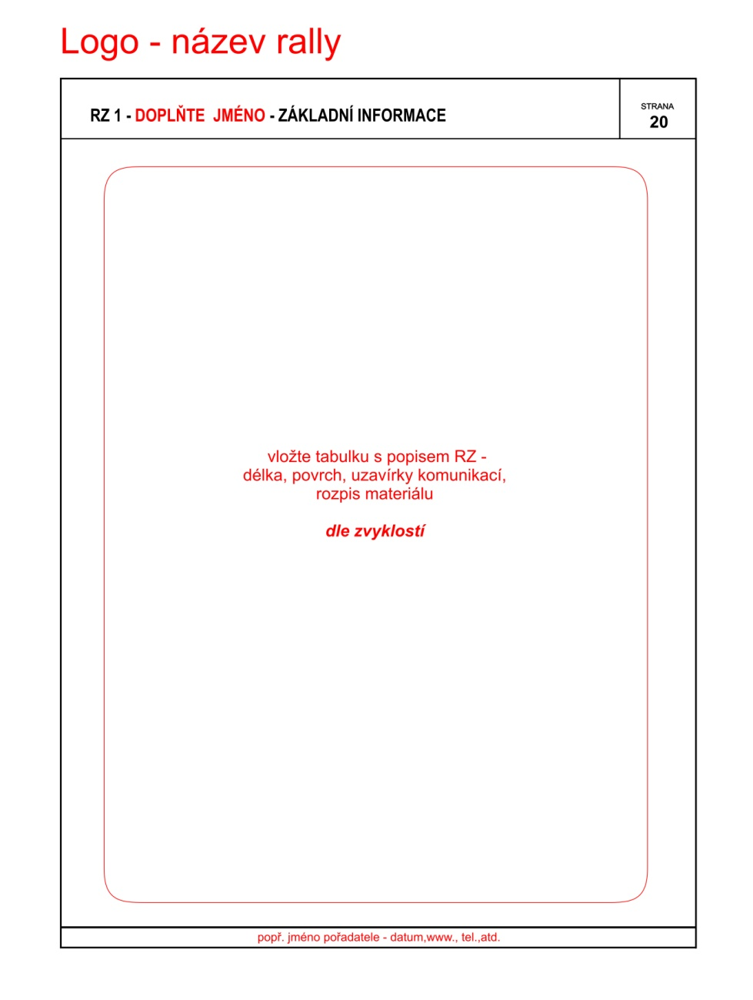 Logo - název rally
RZ 1 - DOPLŇTE JMÉNO - ZÁKLADNÍ INFORMACE
STRANA
20
vložte tabulku s popisem RZ -
délka, povrch, uzavírky komunikací,
rozpis materiálu
dle zvyklostí
popř. jméno pořadatele - datum,www., tel.,atd.